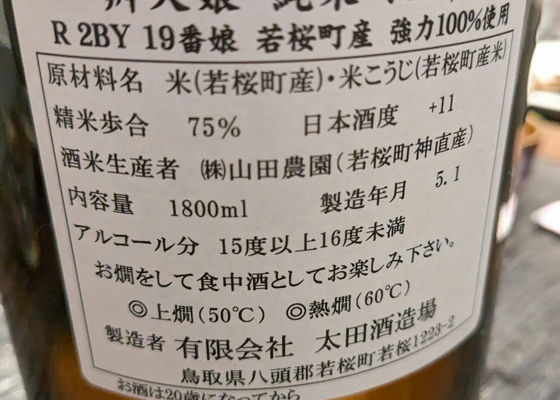 R2BY 19番娘 若桜町産 強力100%使用
原材料名 米(若桜町産)・米こうじ(若桜町産米)
精米歩合 75% 日本酒度 +11
酒米生産者 ㈱山田農園(若桜町神直産)
内容量 1800ml 製造年月 5.1
アルコール分 15度以上16度未満
お燗をして食中酒としてお楽しみ下さい。
◎上燗(50℃) ◎熱燗(60℃)
製造者 有限会社 太田酒造場
鳥取県八頭郡若桜町若桜1223-2
お酒は20歳になってから